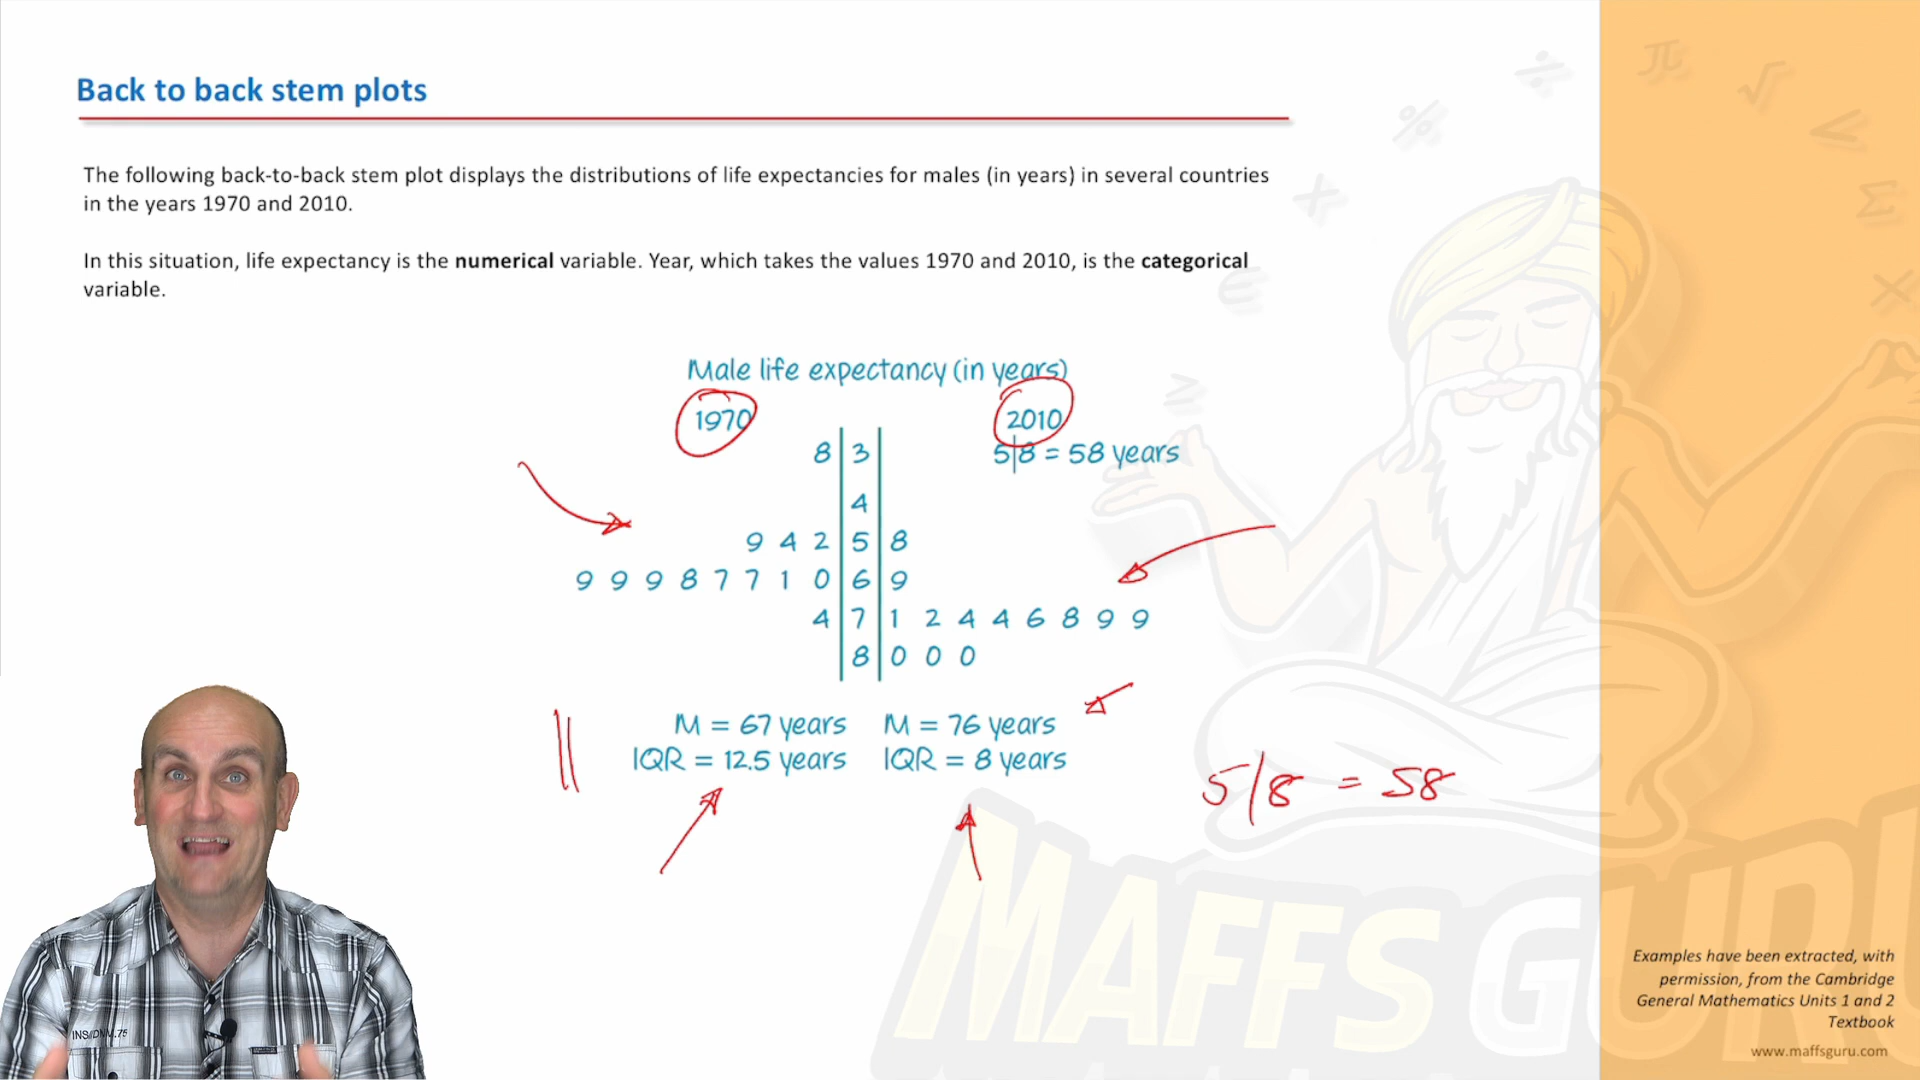 Back to back stem plots
The following back-to-back stem plot displays the distributions of life expectancies for males (in years) in several countries
in the years 1970 and 2010.
In this situation, life expectancy is the numerical variable. Year, which takes the values 1970 and 2010, is the categorical
variable.
Male life expectancy (in years)
1970 2010
8 | 3 | 5|8 = 58 years
| 4 |
9 4 2 | 5 | 8
9 9 9 8 7 7 1 0 | 6 | 9
4 | 7 | 1 2 4 4 6 8 9 9
| 8 | 0 0 0
M = 67 years M = 76 years
IQR = 12.5 years IQR = 8 years
5/8 = 58
MAFFS GURU
Examples have been extracted, with
permission, from the Cambridge
General Mathematics Units 1 and 2
Textbook
www.maffsguru.com